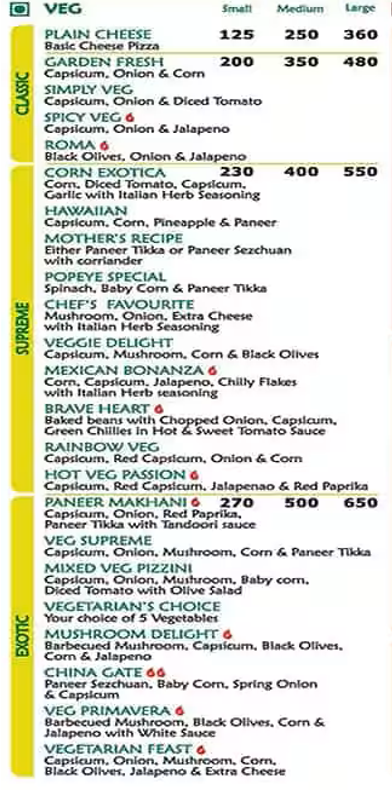 VEG Small Medium Large
PLAIN CHEESE 125 250 360
Basic Cheese Pizza
CLASSIC
GARDEN FRESH 200 350 480
Capsicum, Onion & Corn
SIMPLY VEG
Capsicum, Onion & Diced Tomato
SPICY VEG
Capsicum, Onion & Jalapeno
ROMA
Black Olives, Onion & Jalapeno
SUPREME
CORN EXOTICA 230 400 550
Corn, Diced Tomato, Capsicum,
Garlic with Italian Herb Seasoning
HAWAIIAN
Capsicum, Corn, Pineapple & Paneer
MOTHER'S RECIPE
Either Paneer Tikka or Paneer Sezchuan
with corriander
POPEYE SPECIAL
Spinach, Baby Corn & Paneer Tikka
CHEF'S FAVOURITE
Mushroom, Onion, Extra Cheese
with Italian Herb Seasoning
VEGGIE DELIGHT
Capsicum, Mushroom, Corn & Black Olives
MEXICAN BONANZA
Corn, Capsicum, Jalapeno, Chilly Flakes
with Italian Herb seasoning
BRAVE HEART
Baked beans with Chopped Onion, Capsicum,
Green Chillies in Hot & Sweet Tomato Sauce
RAINBOW VEG
Capsicum, Red Capsicum, Onion & Corn
HOT VEG PASSION
Capsicum, Red Capsicum, Jalapenao & Red Paprika
EXOTIC
PANEER MAKHANI 270 500 650
Capsicum, Onion, Red Paprika,
Paneer Tikka with Tandoori sauce
VEG SUPREME
Capsicum, Onion, Mushroom, Corn & Paneer Tikka
MIXED VEG PIZZINI
Capsicum, Onion, Mushroom, Baby corn,
Diced Tomato with Olive Salad
VEGETARIAN'S CHOICE
Your choice of 5 Vegetables
MUSHROOM DELIGHT
Barbecued Mushroom, Capsicum, Black Olives,
Corn & Jalapeno
CHINA GATE
Paneer Sezchuan, Baby Corn, Spring Onion
& Capsicum
VEG PRIMAVERA
Barbecued Mushroom, Black Olives, Corn &
Jalapeno with White Sauce
VEGETARIAN FEAST
Capsicum, Onion, Mushroom, Corn,
Black Olives, Jalapeno & Extra Cheese